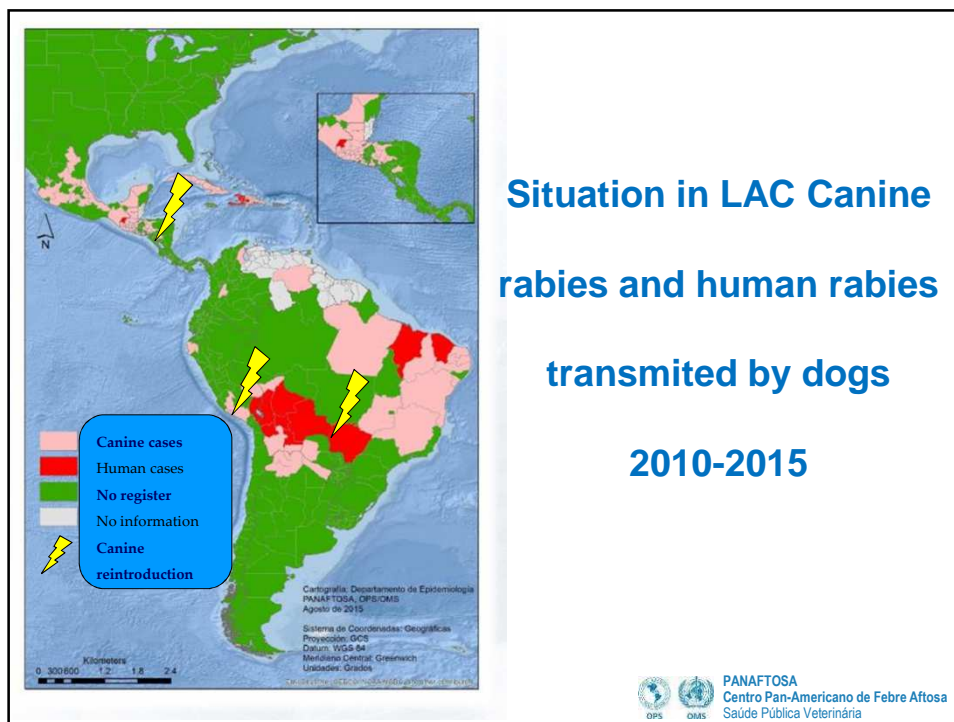 Situation in LAC Canine
rabies and human rabies
transmited by dogs
2010-2015
N
Canine cases
Human cases
No register
No information
Canine
reintroduction
Cartografía: Departamento de Epidemiología
PANAFTOSA, OPS/OMS
Agosto de 2015
Sistema de Coordenadas: Geográficas
Proyección: GCS
Datum: WGS 84
Meridiano Central: Greenwich
Unidades: Grados
Kilometers
0 300600 1.2 1.8 2.4
OPS OMS
PANAFTOSA
Centro Pan-Americano de Febre Aftosa
Saúde Pública Veterinária